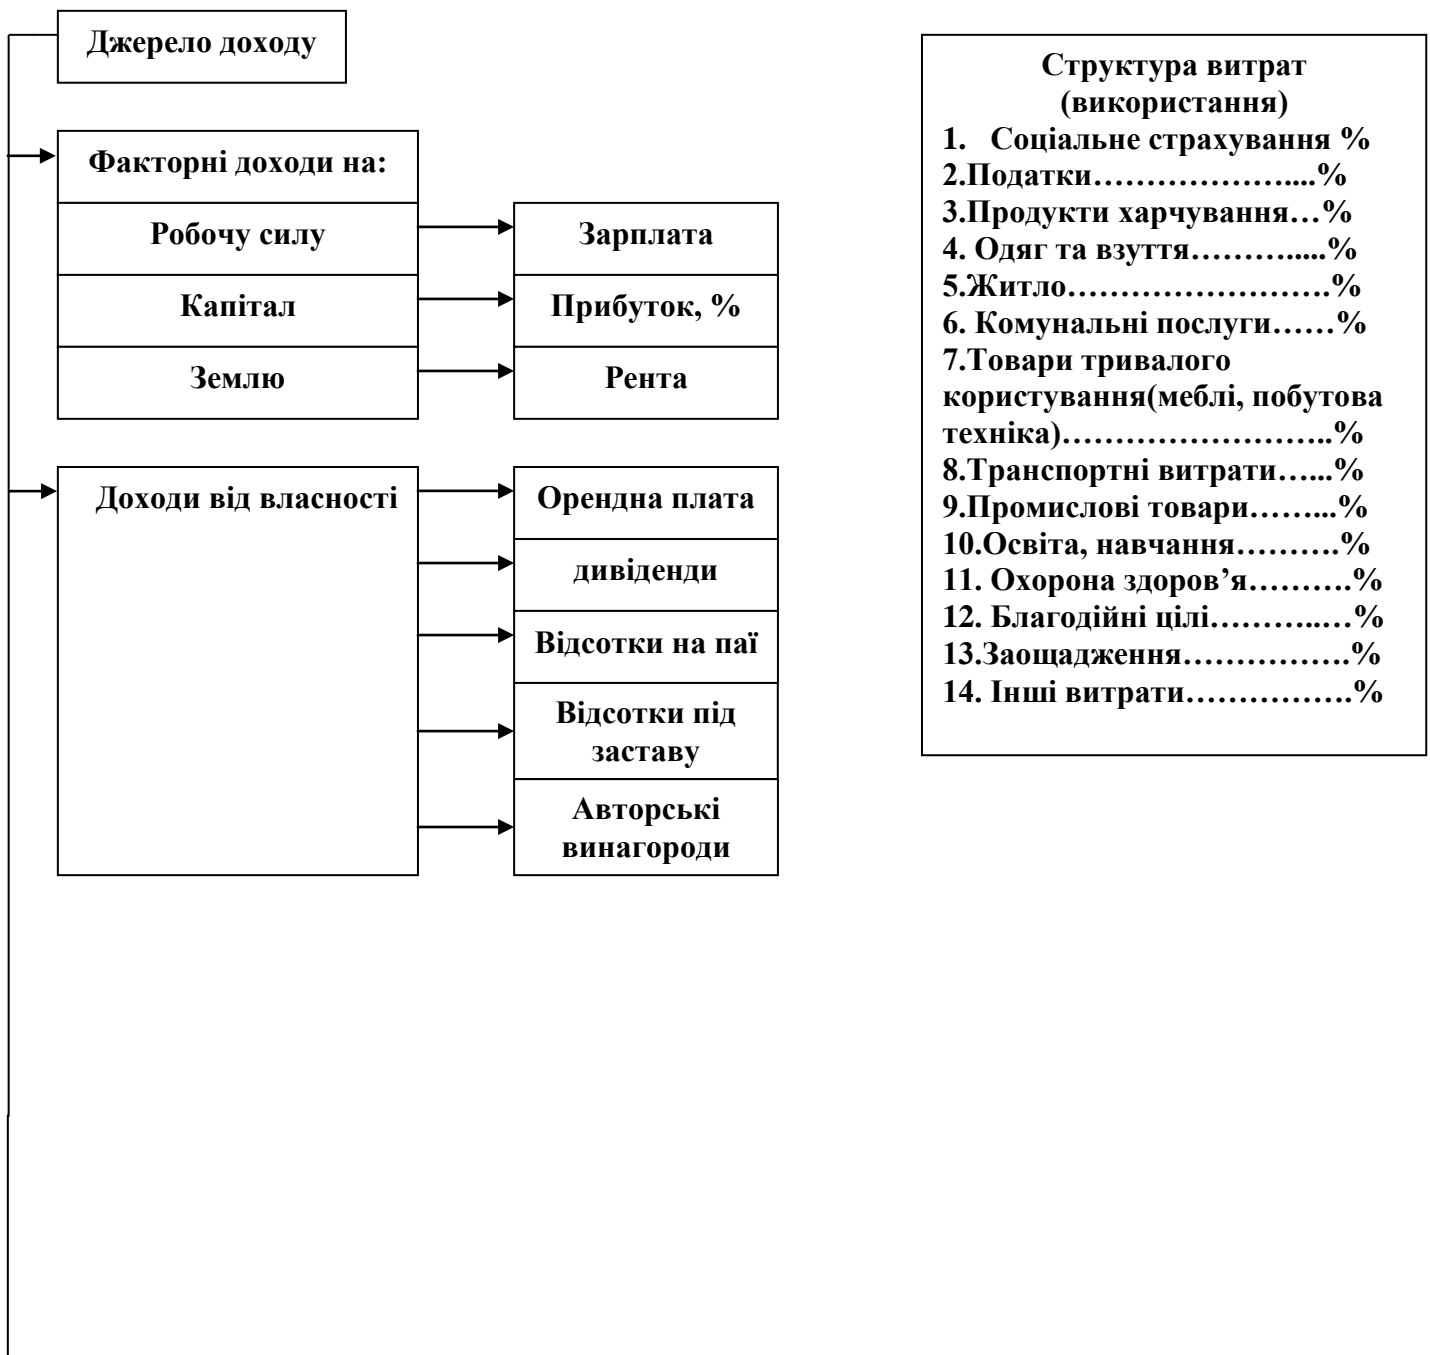 Джерело доходу
Факторні доходи на:
Робочу силу
Зарплата
Капітал
Прибуток, %
Землю
Рента
Доходи від власності
Орендна плата
дивіденди
Відсотки на паї
Відсотки під
заставу
Авторські
винагороди
Структура витрат
(використання)
1. Соціальне страхування %
2.Податки………………....%
3.Продукти харчування…%
4. Одяг та взуття……….....%
5.Житло…………………….%
6. Комунальні послуги……%
7.Товари тривалого
користування(меблі, побутова
техніка)……………………..%
8.Транспортні витрати…...%
9.Промислові товари……...%
10.Освіта, навчання……….%
11. Охорона здоров’я……….%
12. Благодійні цілі………..…%
13.Заощадження…………….%
14. Інші витрати…………….%